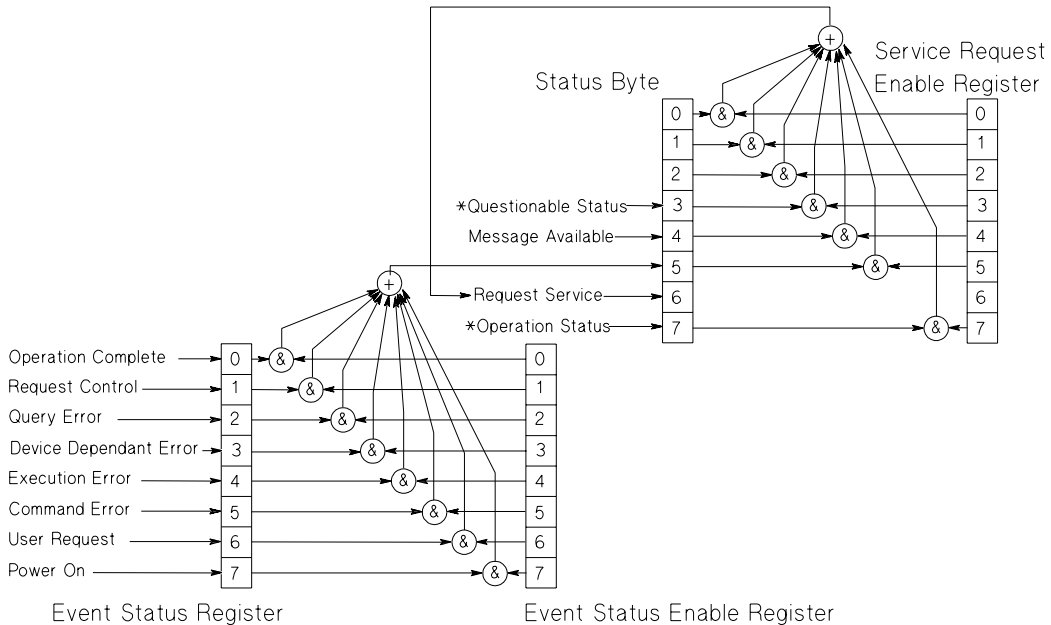 +
Service Request
Enable Register
Status Byte
0 & 0
1 & 1
2 & 2
*Questionable Status 3 & 3
Message Available 4 & 4
5 & 5
+
Request Service 6 6
*Operation Status 7 & 7
Operation Complete 0 & 0
Request Control 1 & 1
Query Error 2 & 2
Device Dependant Error 3 & 3
Execution Error 4 & 4
Command Error 5 & 5
User Request 6 & 6
Power On 7 & 7
Event Status Register
Event Status Enable Register